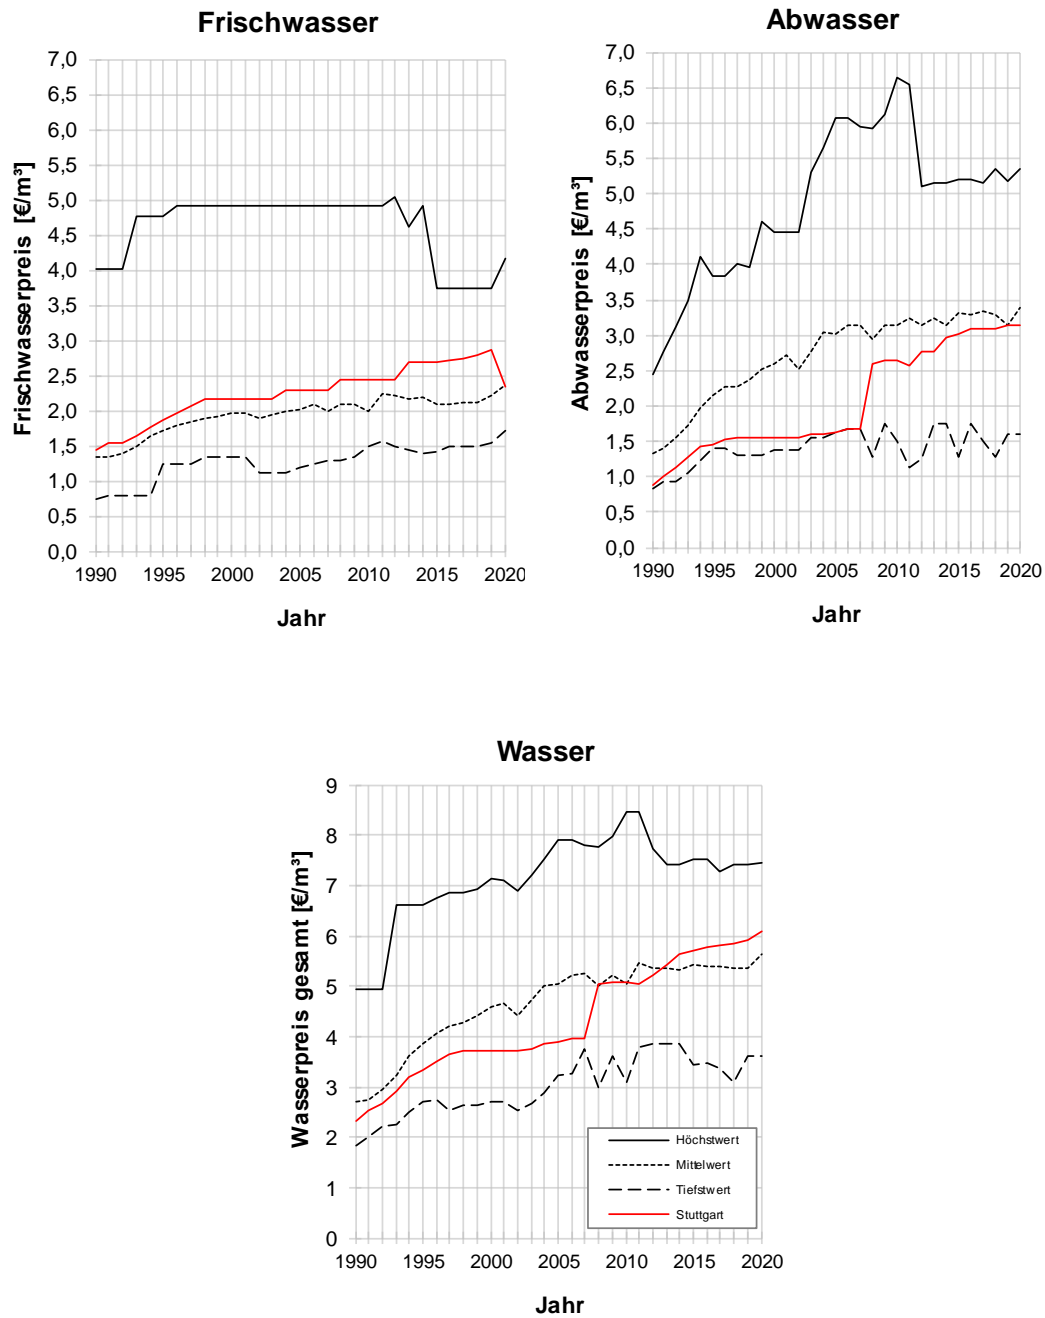 Frischwasser
Frischwasserpreis [€/m³]
7,0
6,5
6,0
5,5
5,0
4,5
4,0
3,5
3,0
2,5
2,0
1,5
1,0
0,5
0,0
1990 1995 2000 2005 2010 2015 2020
Jahr
Abwasser
Abwasserpreis [€/m³]
7,0
6,5
6,0
5,5
5,0
4,5
4,0
3,5
3,0
2,5
2,0
1,5
1,0
0,5
0,0
1990 1995 2000 2005 2010 2015 2020
Jahr
Wasser
Wasserpreis gesamt [€/m³]
9
8
7
6
5
4
3
2
1
0
1990 1995 2000 2005 2010 2015 2020
Jahr
Höchstwert
Mittelwert
Tiefstwert
Stuttgart